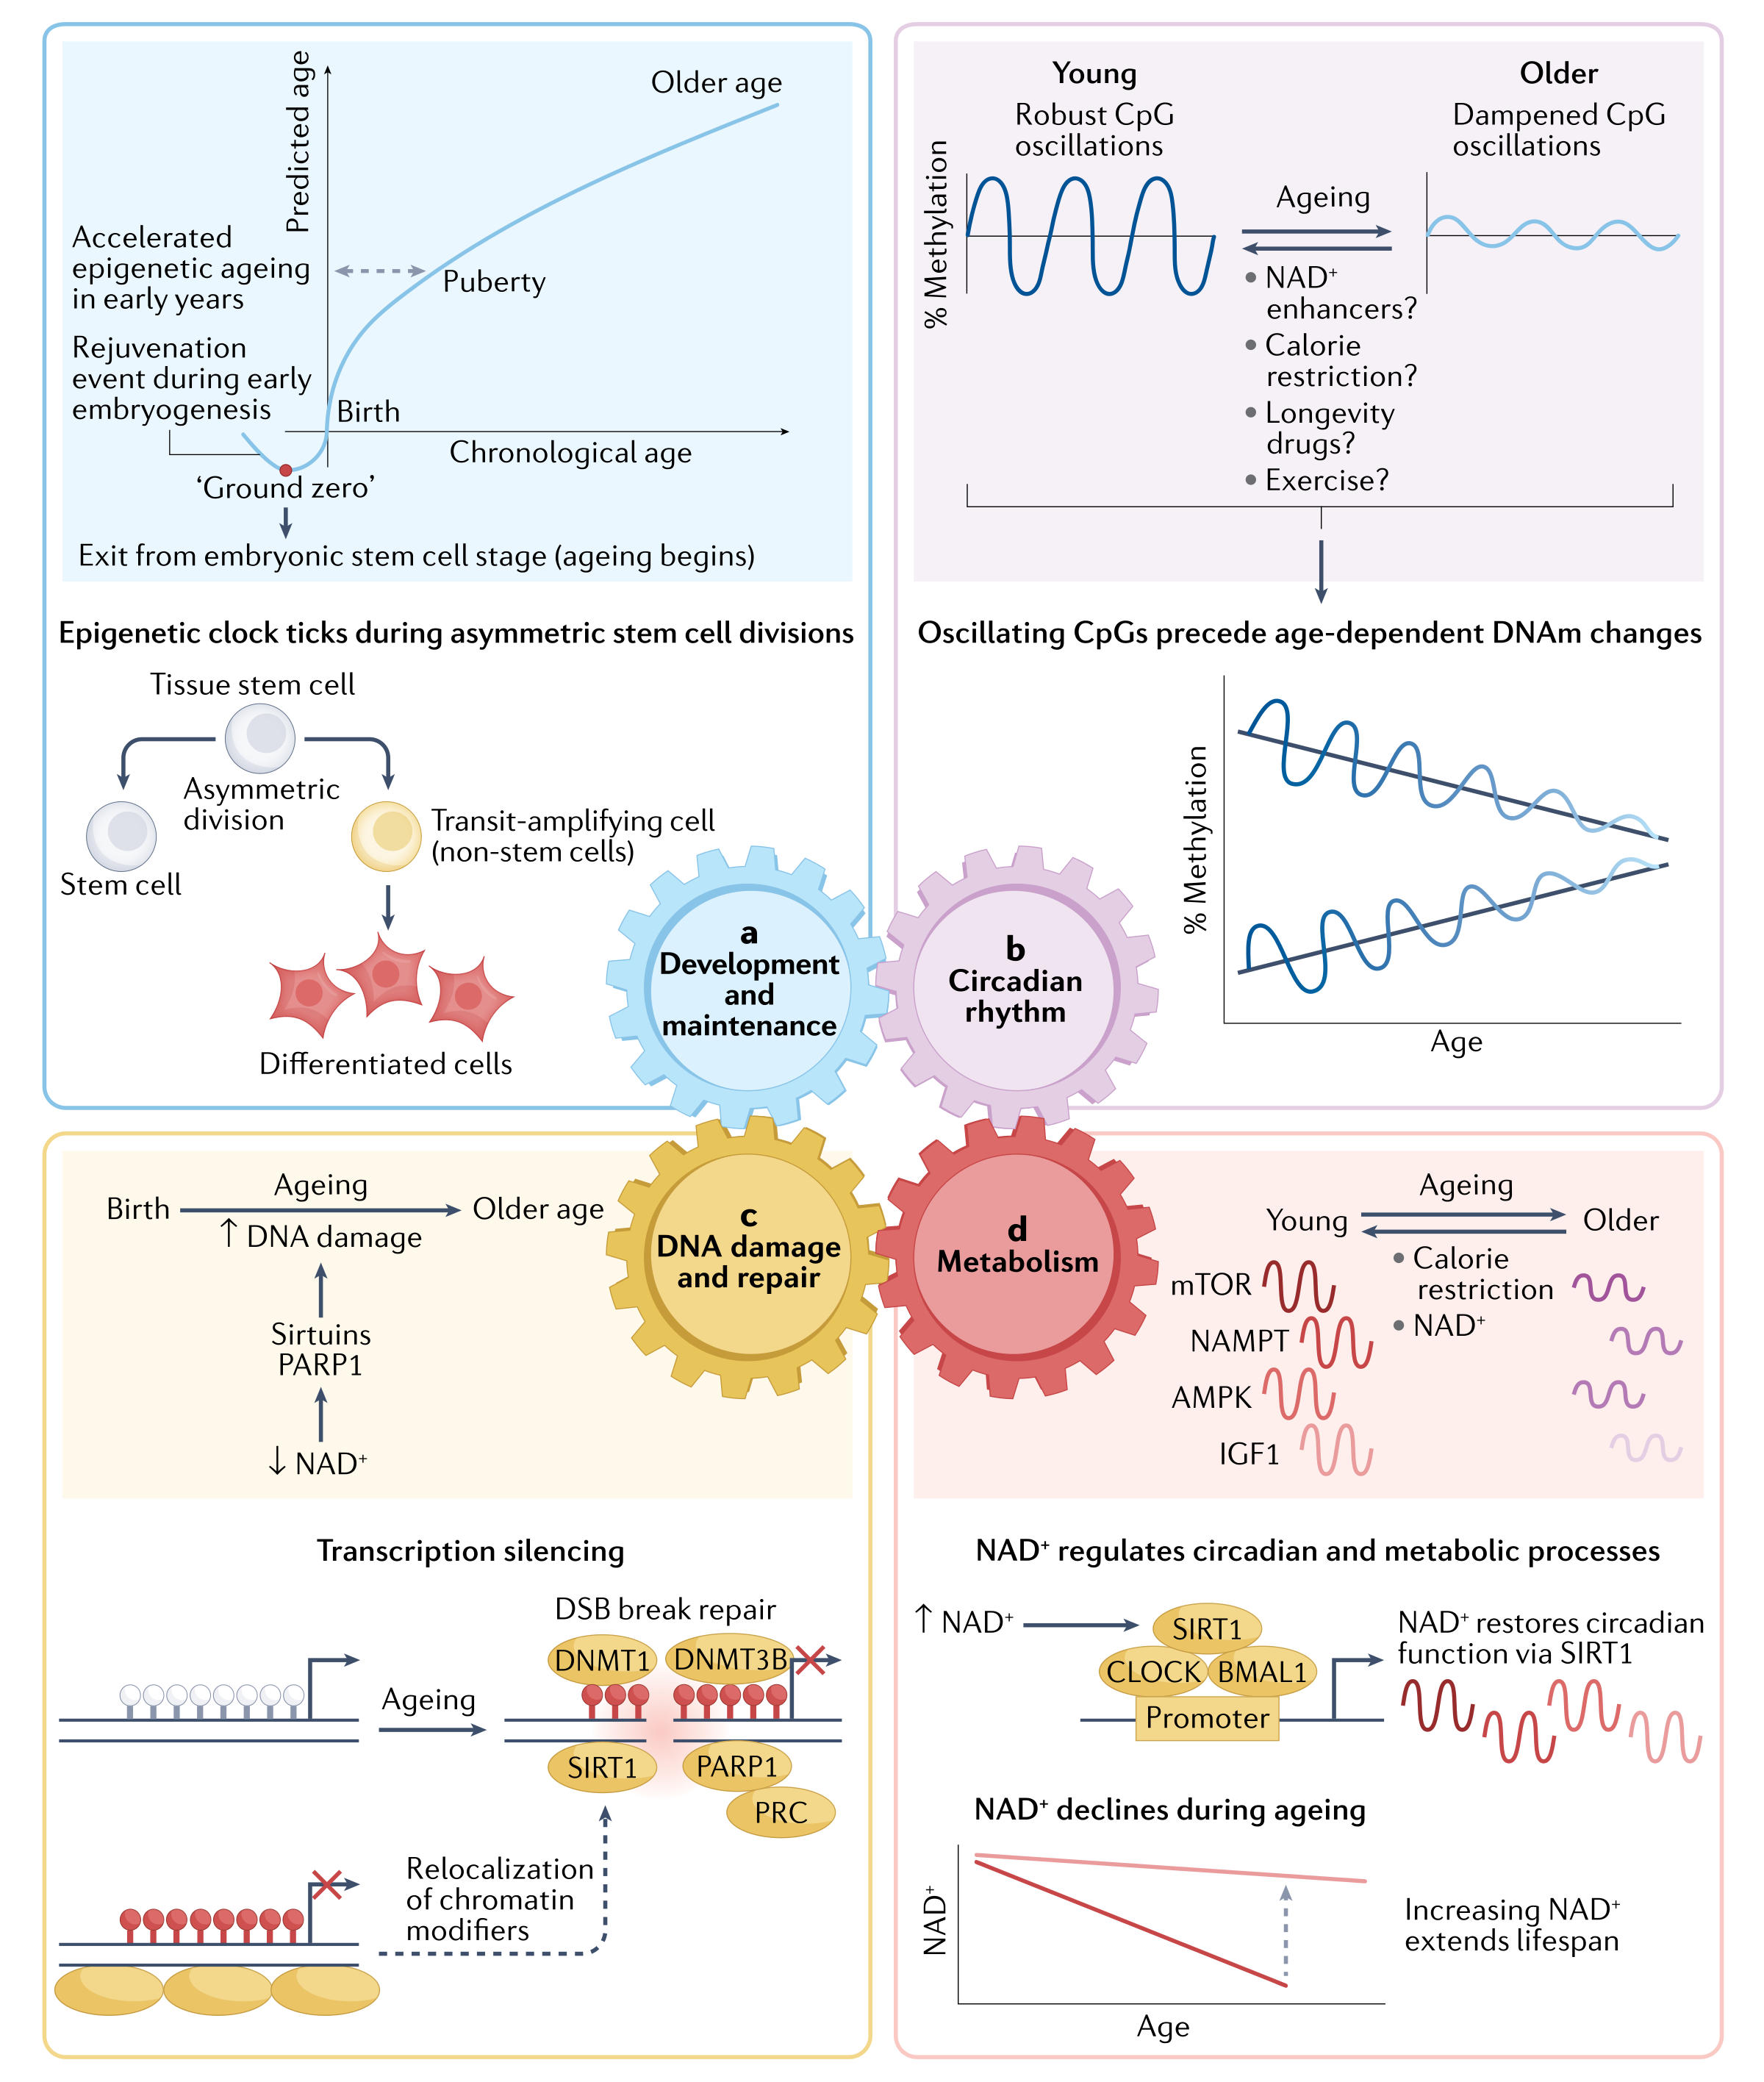 Predicted age
Older age
Accelerated
epigenetic ageing
in early years
Puberty
Rejuvenation
event during early
embryogenesis
Birth
Chronological age
‘Ground zero’
Exit from embryonic stem cell stage (ageing begins)
Epigenetic clock ticks during asymmetric stem cell divisions
Tissue stem cell
Asymmetric
division
Stem cell
Transit-amplifying cell
(non-stem cells)
Differentiated cells
a
Development
and
maintenance
Young
Robust CpG
oscillations
Older
Dampened CpG
oscillations
% Methylation
Ageing
• NAD⁺
enhancers?
• Calorie
restriction?
• Longevity
drugs?
• Exercise?
Oscillating CpGs precede age-dependent DNAm changes
% Methylation
Age
b
Circadian
rhythm
Birth
Ageing
Older age
↑ DNA damage
Sirtuins
PARP1
↓ NAD⁺
c
DNA damage
and repair
Transcription silencing
DSB break repair
DNMT1
DNMT3B
Ageing
SIRT1
PARP1
PRC
Relocalization
of chromatin
modifiers
d
Metabolism
Ageing
Young
Older
• Calorie
restriction
• NAD⁺
mTOR
NAMPT
AMPK
IGF1
NAD⁺ regulates circadian and metabolic processes
↑ NAD⁺
SIRT1
CLOCK
BMAL1
Promoter
NAD⁺ restores circadian
function via SIRT1
NAD⁺ declines during ageing
NAD⁺
Age
Increasing NAD⁺
extends lifespan